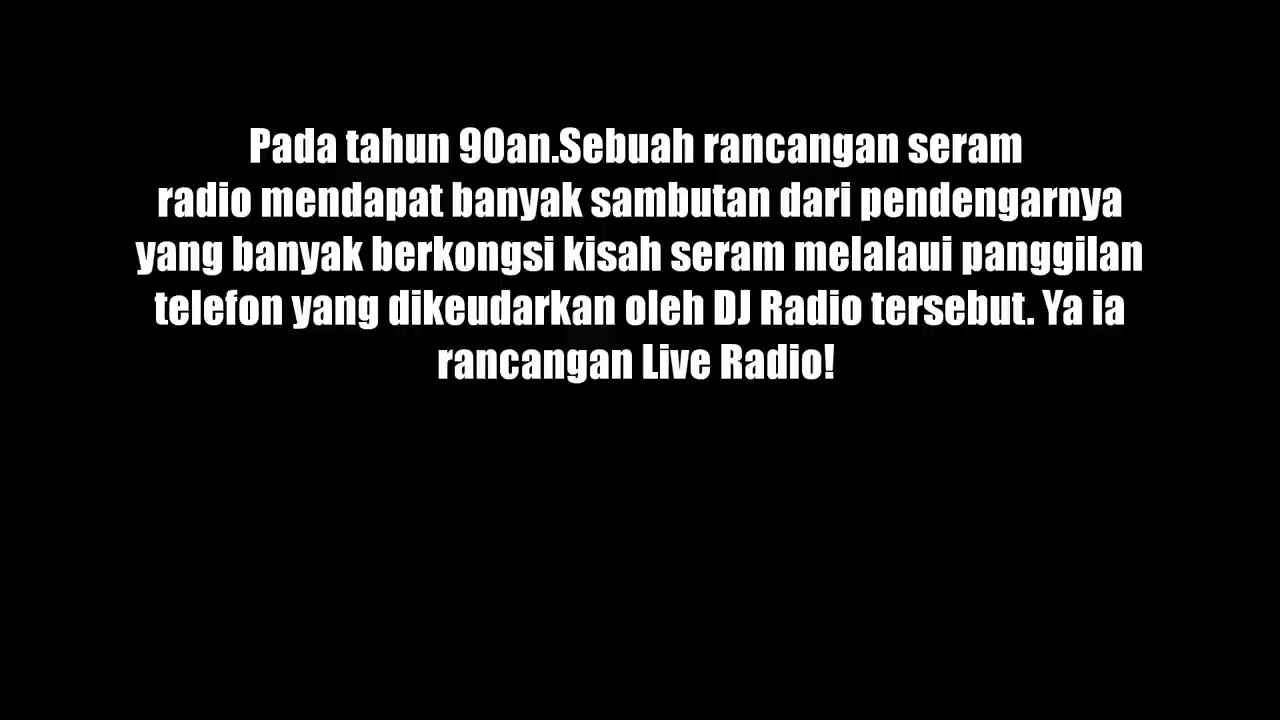 Pada tahun 90an.Sebuah rancangan seram
radio mendapat banyak sambutan dari pendengarnya
yang banyak berkongsi kisah seram melalaui panggilan
telefon yang dikeudarkan oleh DJ Radio tersebut. Ya ia
rancangan Live Radio!